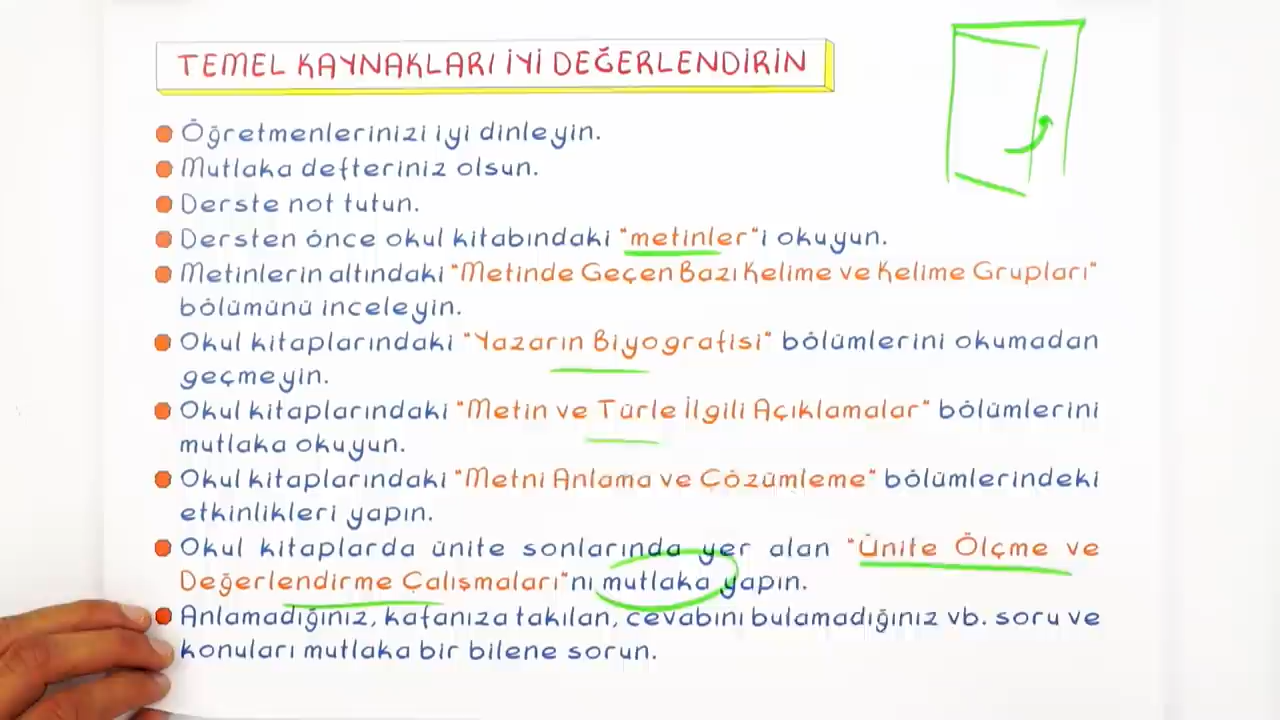 TEMEL KAYNAKLARI İYİ DEĞERLENDİRİN
Öğretmenlerinizi iyi dinleyin.
Mutlaka defteriniz olsun.
Derste not tutun.
Dersten önce okul kitabındaki "metinler"i okuyun.
Metinlerin altındaki "Metinde Geçen Bazı Kelime ve Kelime Grupları"
bölümünü inceleyin.
Okul kitaplarındaki "Yazarın Biyografisi" bölümlerini okumadan
geçmeyin.
Okul kitaplarındaki "Metin ve Türle İlgili Açıklamalar" bölümlerini
mutlaka okuyun.
Okul kitaplarındaki "Metni Anlama ve Çözümleme" bölümlerindeki
etkinlikleri yapın.
Okul kitaplarda ünite sonlarında yer alan "Ünite Ölçme ve
Değerlendirme Çalışmaları"nı mutlaka yapın.
Anlamadığınız, kafanıza takılan, cevabını bulamadığınız vb. soru ve
konuları mutlaka bir bilene sorun.